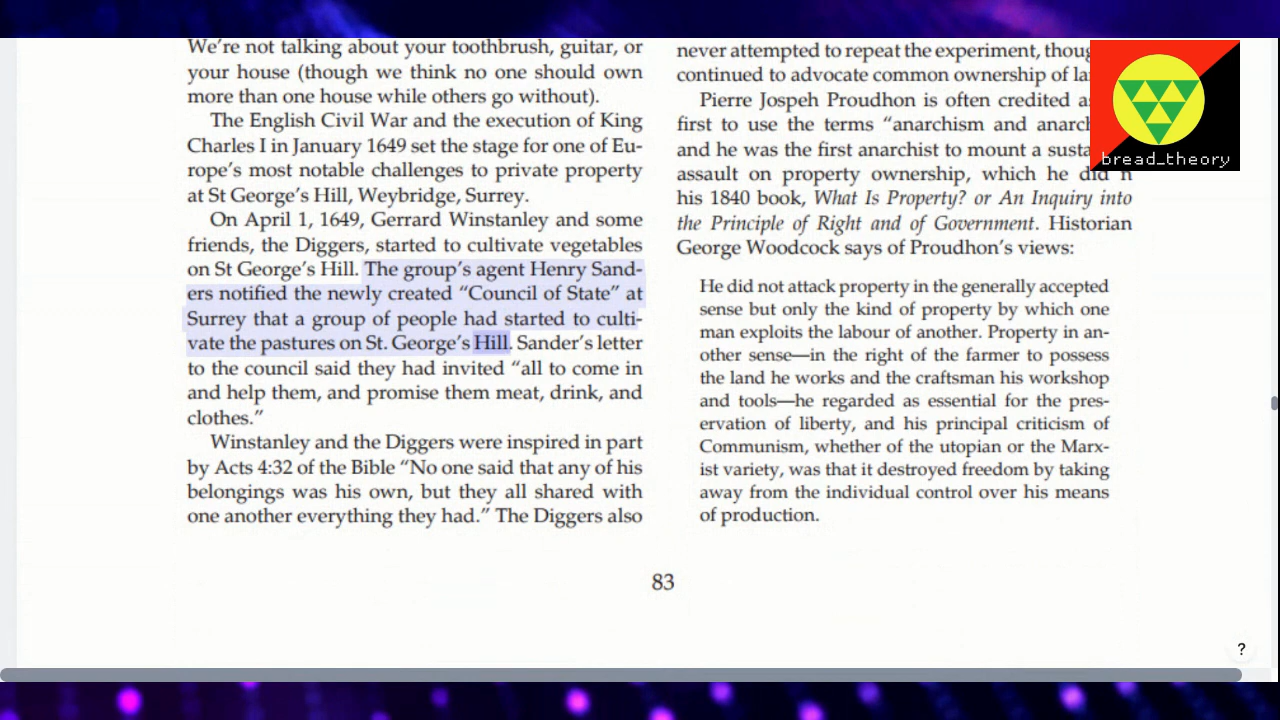 We're not talking about your toothbrush, guitar, or
your house (though we think no one should own
more than one house while others go without).
The English Civil War and the execution of King
Charles I in January 1649 set the stage for one of Eu-
rope's most notable challenges to private property
at St George's Hill, Weybridge, Surrey.
On April 1, 1649, Gerrard Winstanley and some
friends, the Diggers, started to cultivate vegetables
on St George's Hill. The group's agent Henry Sand-
ers notified the newly created “Council of State” at
Surrey that a group of people had started to culti-
vate the pastures on St. George's Hill. Sander's letter
to the council said they had invited “all to come in
and help them, and promise them meat, drink, and
clothes.”
Winstanley and the Diggers were inspired in part
by Acts 4:32 of the Bible “No one said that any of his
belongings was his own, but they all shared with
one another everything they had.” The Diggers also
never attempted to repeat the experiment,
continued to advocate common ownership of
Pierre Jospeh Proudhon is often credited
first to use the terms “anarchism and
and he was the first anarchist to mount a
assault on property ownership, which he did
his 1840 book, What Is Property? or An Inquiry into
the Principle of Right and of Government. Historian
George Woodcock says of Proudhon's views:
He did not attack property in the generally accepted
sense but only the kind of property by which one
man exploits the labour of another. Property in an-
other sense—in the right of the farmer to possess
the land he works and the craftsman his workshop
and tools—he regarded as essential for the pres-
ervation of liberty, and his principal criticism of
Communism, whether of the utopian or the Marx-
ist variety, was that it destroyed freedom by taking
away from the individual control over his means
of production.
83
bread_theory
?